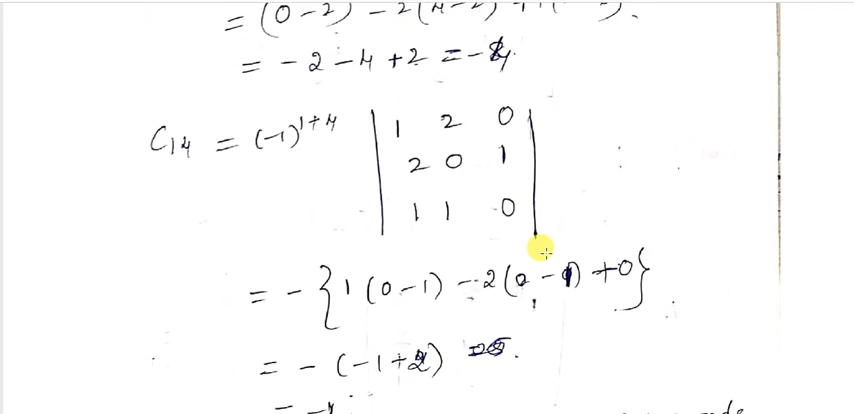 = (0-2) - 2(4-2) + 1(
= - 2 - 4 + 2 = -4.
C14 = (-1)^1+4 | 1 2 0 |
| 2 0 1 |
| 1 1 0 |
= - { 1 (0-1) - 2(0-1) + 0 }
= - (-1+2)